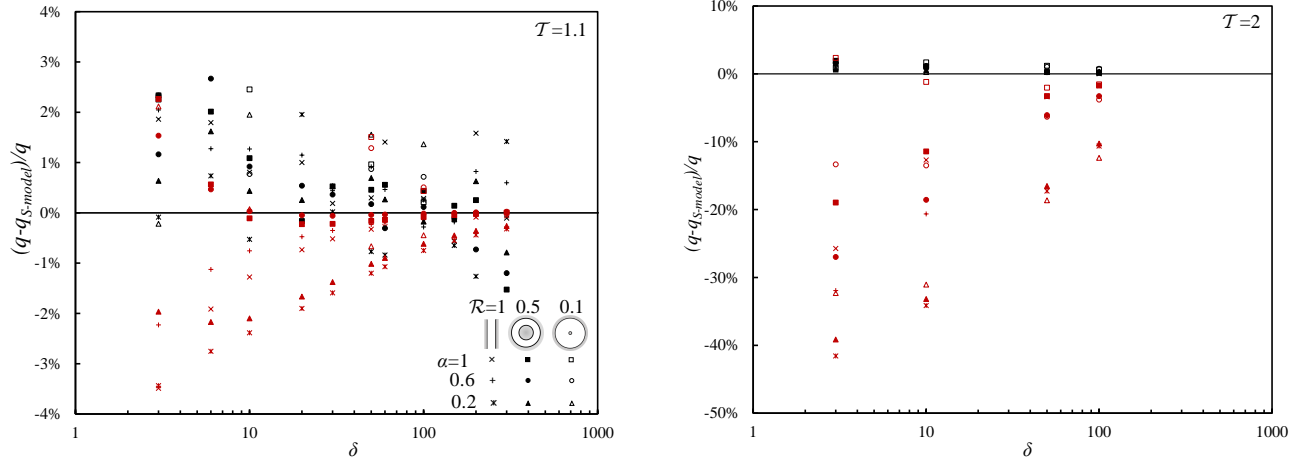 4%
3%
2%
1%
0%
-1%
-2%
-3%
-4%
(q-q_{S-model})/q
𝒯=1.1
ℛ=1 0.5 0.1
α=1
0.6
0.2
1 10 100 1000
δ
10%
0%
-10%
-20%
-30%
-40%
-50%
(q-q_{S-model})/q
𝒯=2
1 10 100 1000
δ